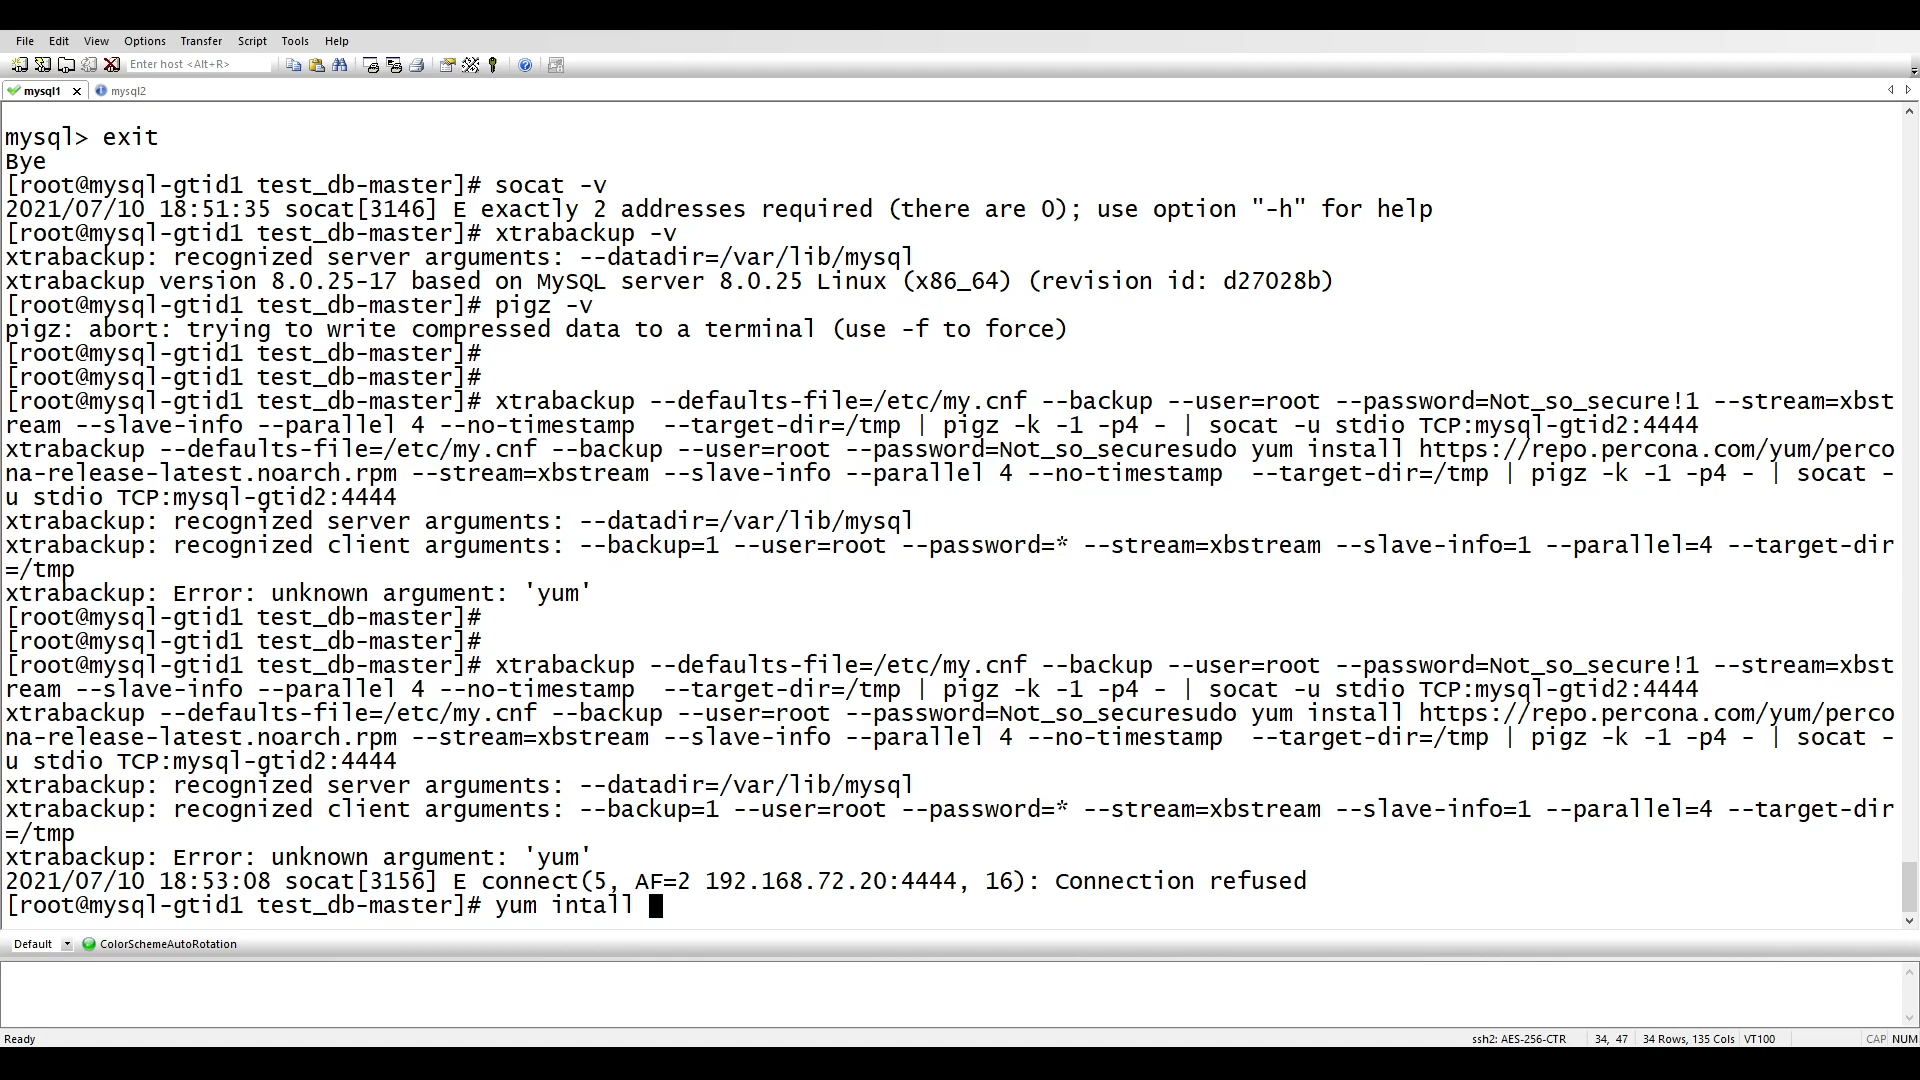 File Edit View Options Transfer Script Tools Help
Enter host <Alt+R>
mysql1 mysql2
mysql> exit
Bye
[root@mysql-gtid1 test_db-master]# socat -v
2021/07/10 18:51:35 socat[3146] E exactly 2 addresses required (there are 0); use option "-h" for help
[root@mysql-gtid1 test_db-master]# xtrabackup -v
xtrabackup: recognized server arguments: --datadir=/var/lib/mysql
xtrabackup version 8.0.25-17 based on MySQL server 8.0.25 Linux (x86_64) (revision id: d27028b)
[root@mysql-gtid1 test_db-master]# pigz -v
pigz: abort: trying to write compressed data to a terminal (use -f to force)
[root@mysql-gtid1 test_db-master]#
[root@mysql-gtid1 test_db-master]#
[root@mysql-gtid1 test_db-master]# xtrabackup --defaults-file=/etc/my.cnf --backup --user=root --password=Not_so_secure!1 --stream=xbst
ream --slave-info --parallel 4 --no-timestamp  --target-dir=/tmp | pigz -k -1 -p4 - | socat -u stdio TCP:mysql-gtid2:4444
xtrabackup --defaults-file=/etc/my.cnf --backup --user=root --password=Not_so_securesudo yum install https://repo.percona.com/yum/perco
na-release-latest.noarch.rpm --stream=xbstream --slave-info --parallel 4 --no-timestamp  --target-dir=/tmp | pigz -k -1 -p4 - | socat -
u stdio TCP:mysql-gtid2:4444
xtrabackup: recognized server arguments: --datadir=/var/lib/mysql
xtrabackup: recognized client arguments: --backup=1 --user=root --password=* --stream=xbstream --slave-info=1 --parallel=4 --target-dir
=/tmp
xtrabackup: Error: unknown argument: 'yum'
[root@mysql-gtid1 test_db-master]#
[root@mysql-gtid1 test_db-master]#
[root@mysql-gtid1 test_db-master]# xtrabackup --defaults-file=/etc/my.cnf --backup --user=root --password=Not_so_secure!1 --stream=xbst
ream --slave-info --parallel 4 --no-timestamp  --target-dir=/tmp | pigz -k -1 -p4 - | socat -u stdio TCP:mysql-gtid2:4444
xtrabackup --defaults-file=/etc/my.cnf --backup --user=root --password=Not_so_securesudo yum install https://repo.percona.com/yum/perco
na-release-latest.noarch.rpm --stream=xbstream --slave-info --parallel 4 --no-timestamp  --target-dir=/tmp | pigz -k -1 -p4 - | socat -
u stdio TCP:mysql-gtid2:4444
xtrabackup: recognized server arguments: --datadir=/var/lib/mysql
xtrabackup: recognized client arguments: --backup=1 --user=root --password=* --stream=xbstream --slave-info=1 --parallel=4 --target-dir
=/tmp
xtrabackup: Error: unknown argument: 'yum'
2021/07/10 18:53:08 socat[3156] E connect(5, AF=2 192.168.72.20:4444, 16): Connection refused
[root@mysql-gtid1 test_db-master]# yum intall
Default ColorSchemeAutoRotation
Ready ssh2: AES-256-CTR 34, 47 34 Rows, 135 Cols VT100 CAP NUM